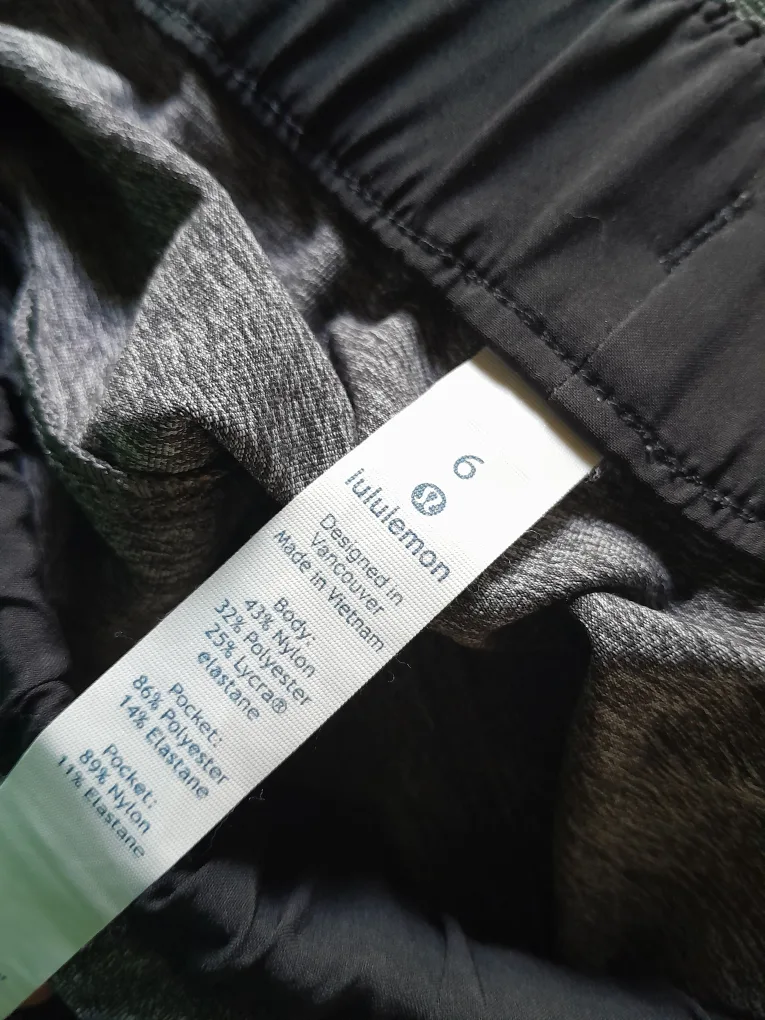 6
lululemon
Designed in
Vancouver
Made in Vietnam
Body:
43% Nylon
32% Polyester
25% Lycra®
elastane
Pocket:
86% Polyester
14% Elastane
Pocket:
89% Nylon
11% Elastane